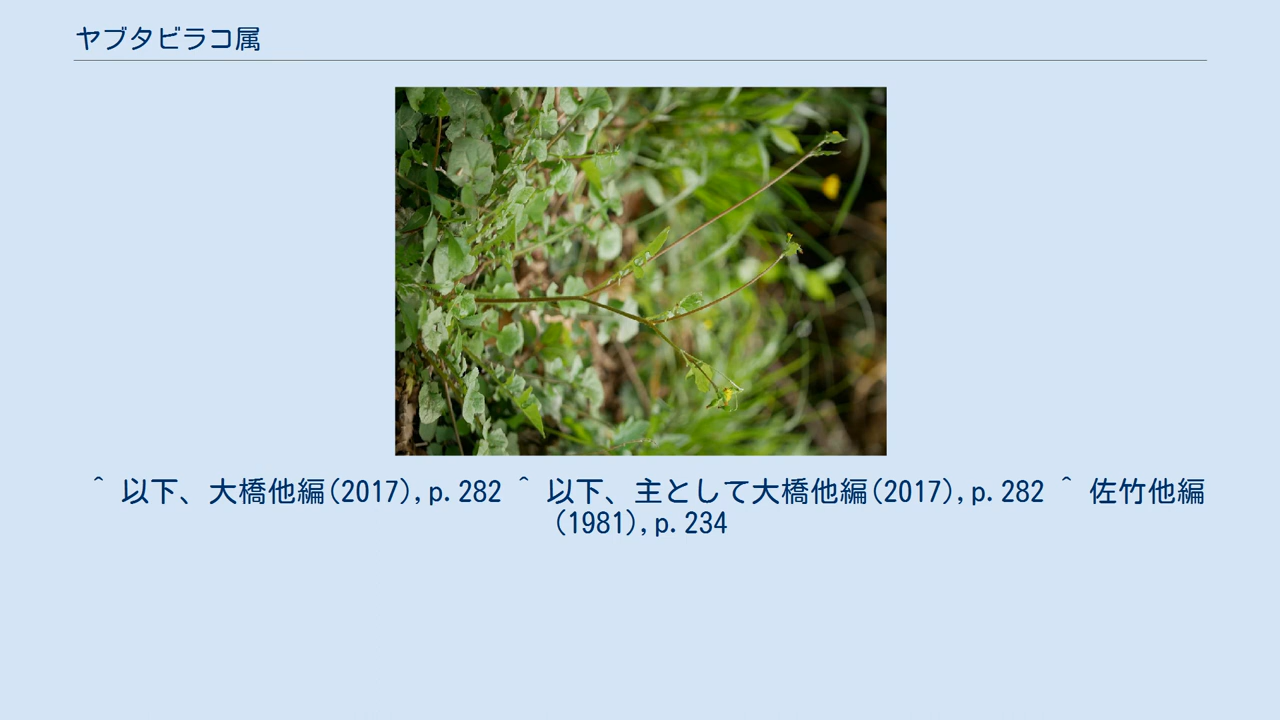 ヤブタビラコ属
^ 以下、大橋他編(2017),p.282 ^ 以下、主として大橋他編(2017),p.282 ^ 佐竹他編
(1981),p.234